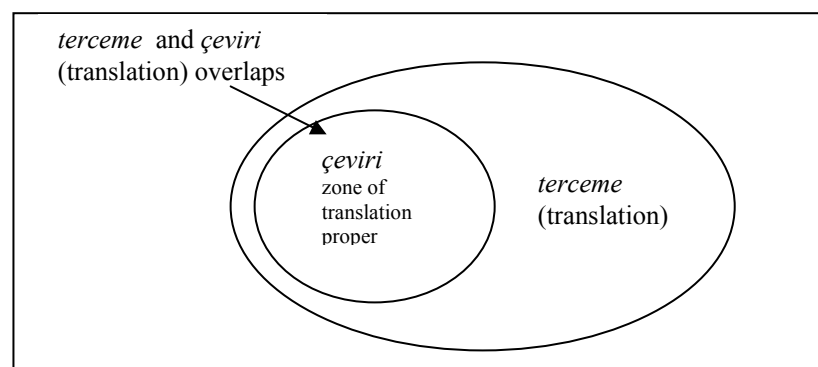 terceme and çeviri
(translation) overlaps
çeviri
zone of
translation
proper
terceme
(translation)